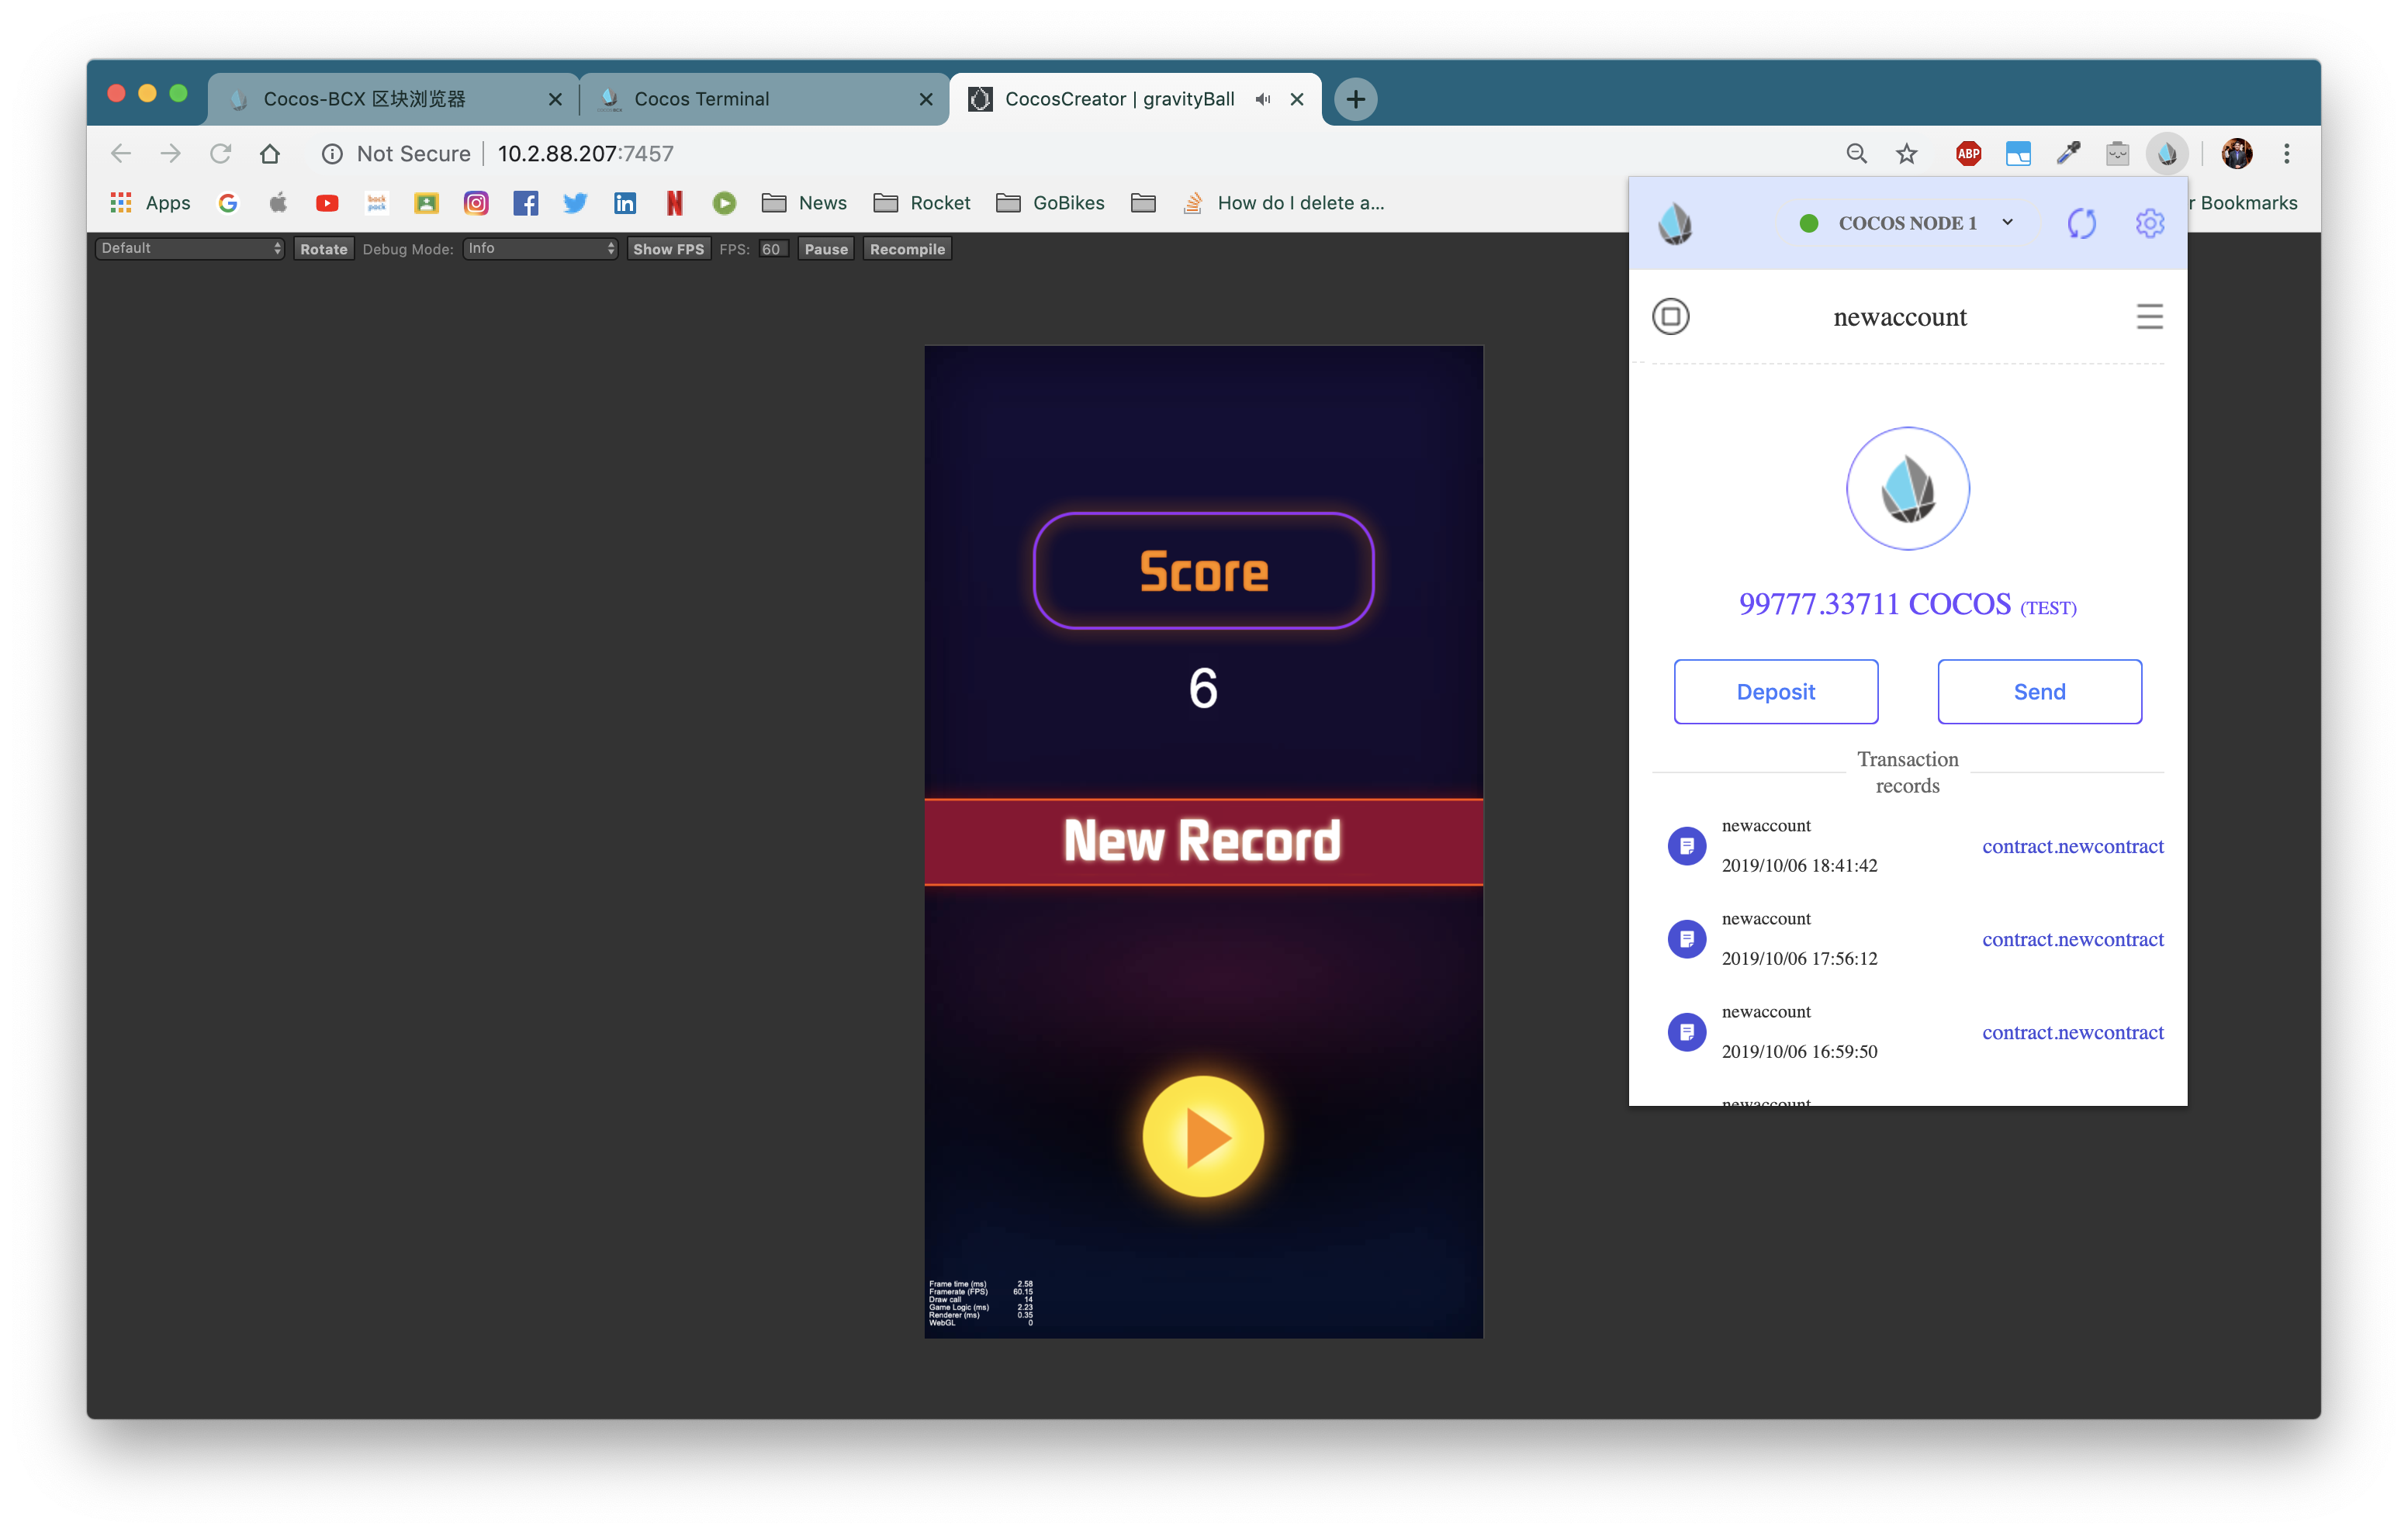 Cocos-BCX 区块浏览器
Cocos Terminal
CocosCreator | gravityBall
Not Secure 10.2.88.207:7457
ABP
Apps
back pack
News
Rocket
GoBikes
How do I delete a...
r Bookmarks
Default
Rotate
Debug Mode:
Info
Show FPS
FPS:
60
Pause
Recompile
Score
6
New Record
Frame time (ms) 2.58
Framerate (FPS) 60.15
Draw call 14
Game Logic (ms) 2.23
Renderer (ms) 0.35
WebGL 0
COCOS NODE 1
newaccount
99777.33711 COCOS (TEST)
Deposit
Send
Transaction
records
newaccount
2019/10/06 18:41:42
contract.newcontract
newaccount
2019/10/06 17:56:12
contract.newcontract
newaccount
2019/10/06 16:59:50
contract.newcontract
newaccount